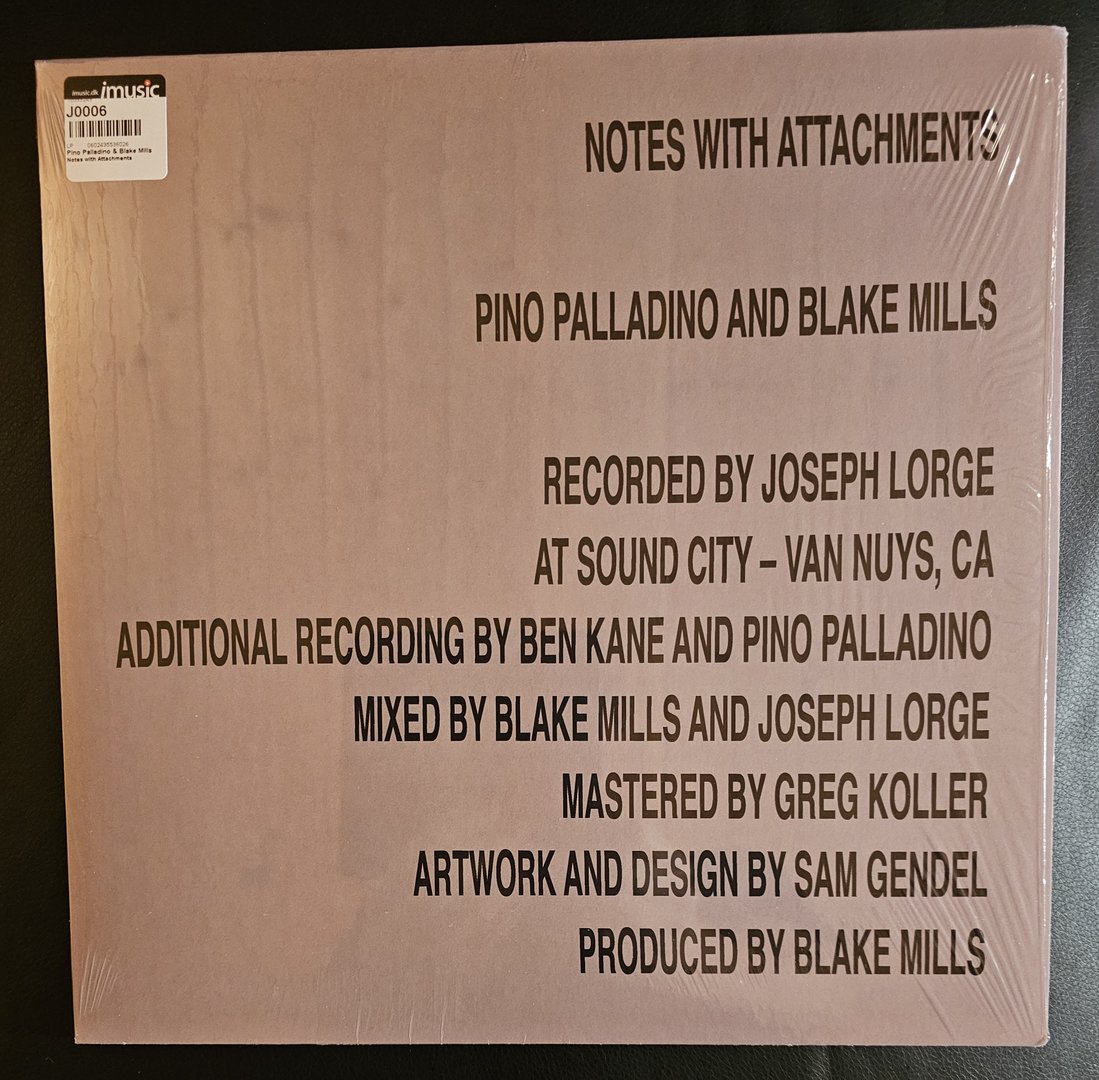 imusic.dk imusic
J0006
LP 0602435536026
Pino Palladino & Blake Mills
Notes with Attachments
NOTES WITH ATTACHMENTS
PINO PALLADINO AND BLAKE MILLS
RECORDED BY JOSEPH LORGE
AT SOUND CITY – VAN NUYS, CA
ADDITIONAL RECORDING BY BEN KANE AND PINO PALLADINO
MIXED BY BLAKE MILLS AND JOSEPH LORGE
MASTERED BY GREG KOLLER
ARTWORK AND DESIGN BY SAM GENDEL
PRODUCED BY BLAKE MILLS